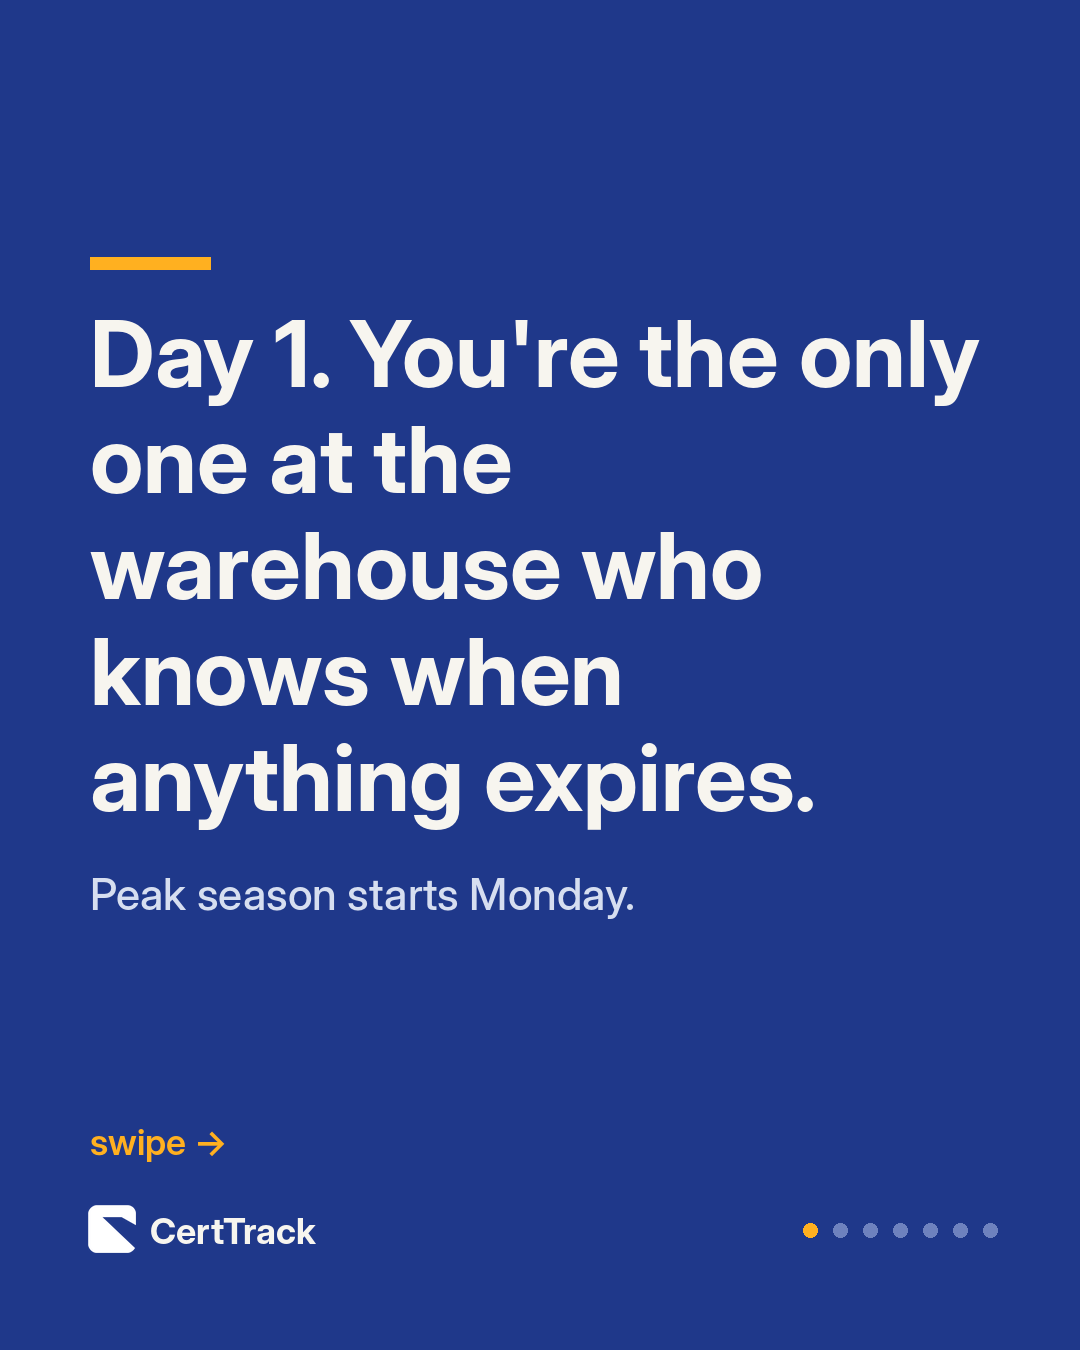 Day 1. You're the only
one at the
warehouse who
knows when
anything expires.
Peak season starts Monday.
swipe →
CertTrack